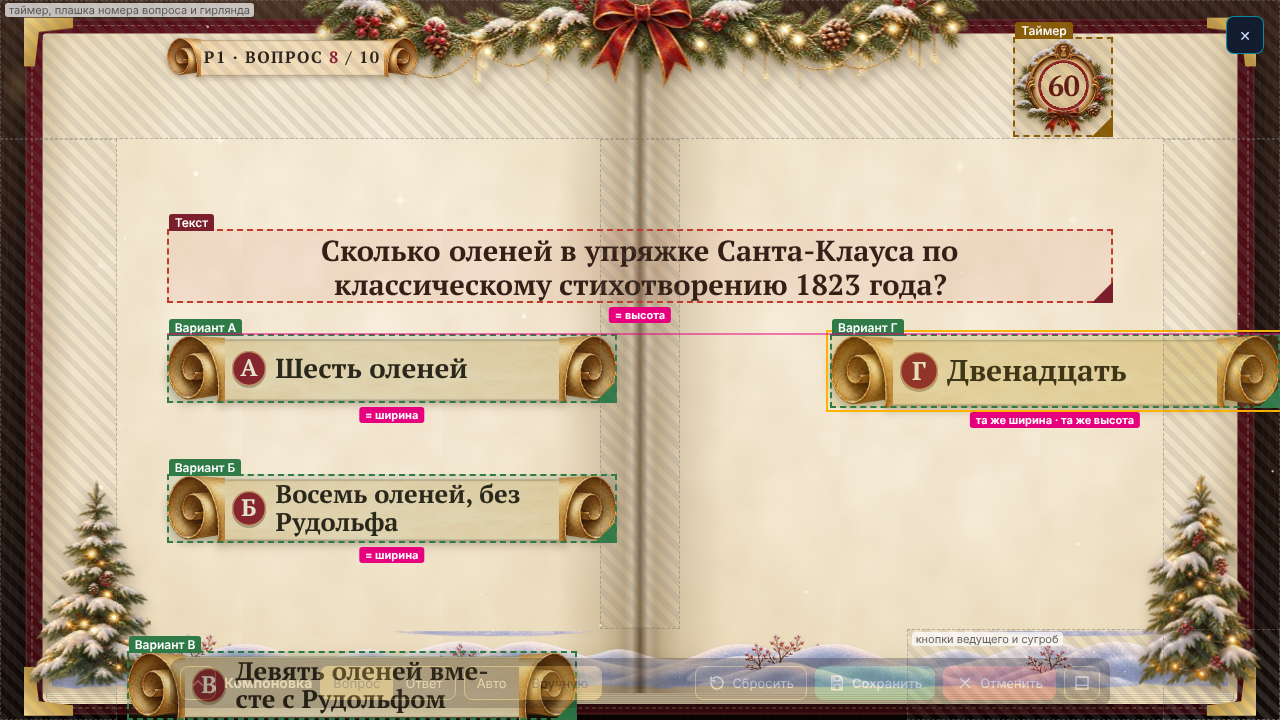 таймер, плашка номера вопроса и гирлянда
Р1 · ВОПРОС 8 / 10
Таймер
60
×
Текст
Сколько оленей в упряжке Санта-Клауса по
классическому стихотворению 1823 года?
= высота
Вариант А
А Шесть оленей
= ширина
Вариант Г
Г Двенадцать
та же ширина · та же высота
Вариант Б
Б Восемь оленей, без
Рудольфа
= ширина
кнопки ведущего и сугроб
Вариант В
В Девять оленей вме-
сте с Рудольфом
Компоновка Вопрос Ответ Авто Вручную Сбросить Сохранить Отменить